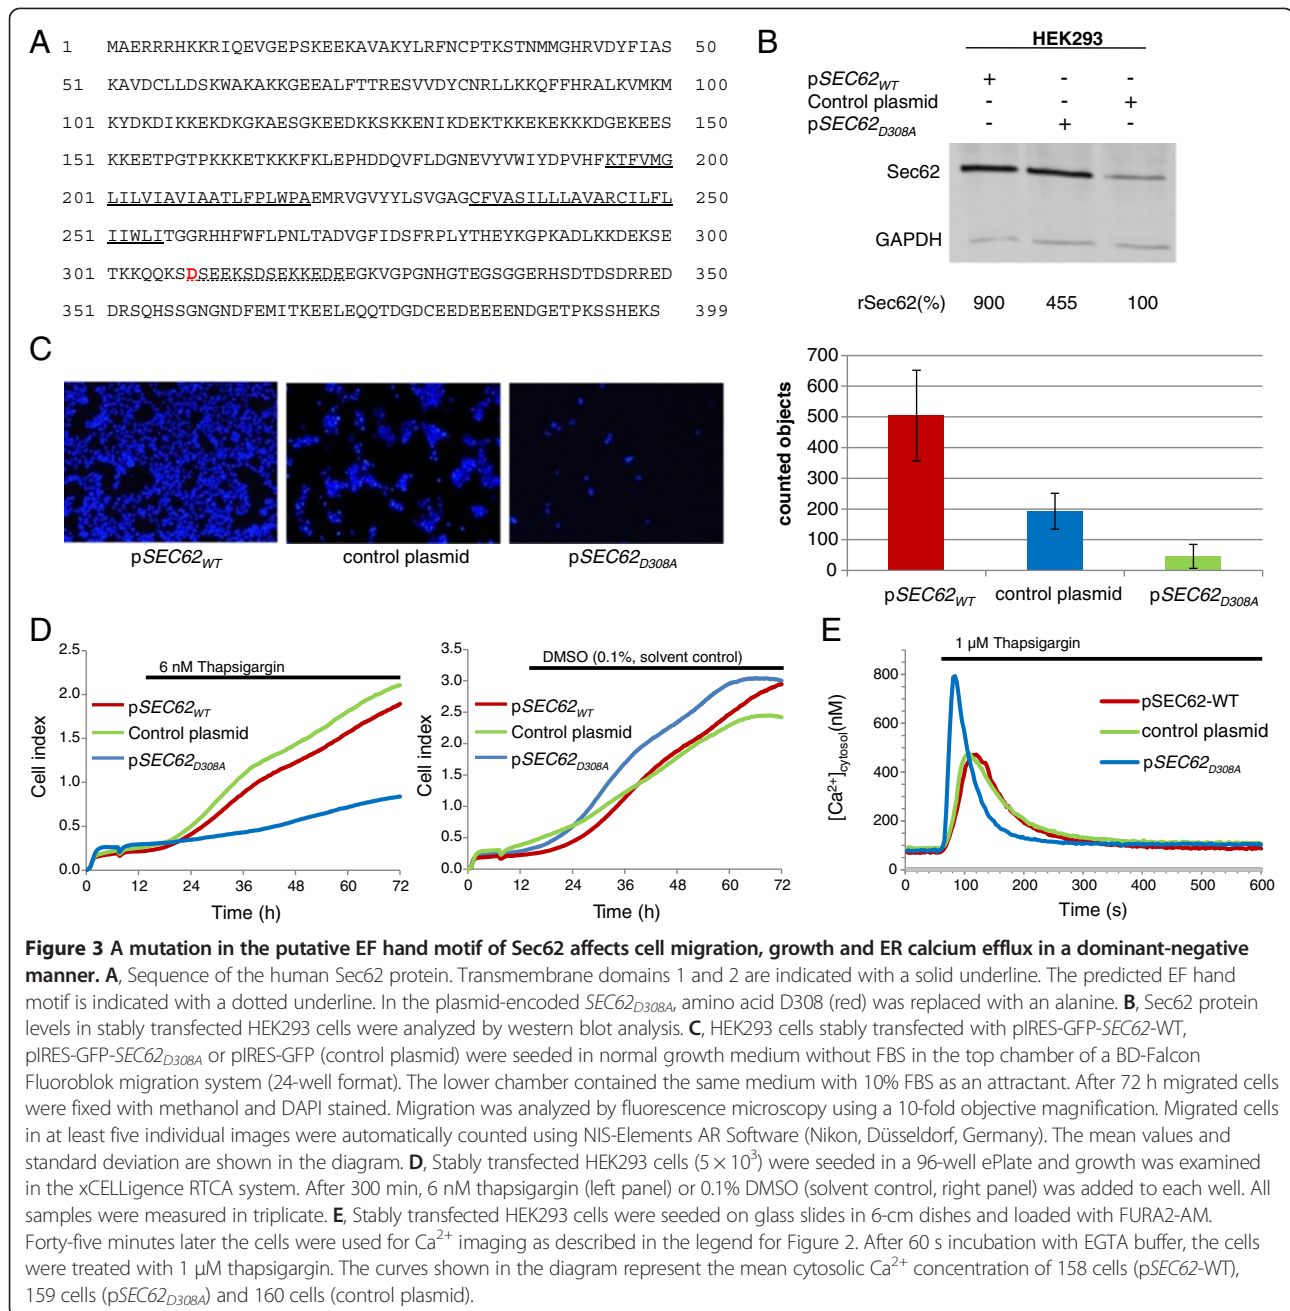 A
1 MAERRRHKKRIQEVGEPSKEEKAVAKYLRFNCPTKSTNMMGHRVDYFIAS 50
51 KAVDCLLDSKWAKAKKGEEALFTTRESVVDYCNRLLKKQFFHRALKVMKM 100
101 KYDKDIKKEKDKGKAESGKEEDKKSKKENIKDEKTKKEKEKKKDGEKEES 150
151 KKEETPGTPKKKETKKKFKLEPHDDQVFLDGNEVYVWIYDPVHFKTFVMG 200
201 LILVIAVIAATLFPLWPAEMRVGVYYLSVGAGCFVASILLLAVARCILFL 250
251 IIWLITGGRHHFWFLPNLTADVGFIDSFRPLYTHEYKGPKADLKKDEKSE 300
301 TKKQQKSDSEEKSDSEKKEDEEGKVGPGNHGTEGSGGERHSDTDSDRRED 350
351 DRSQHSSGNGNDFEMITKEELEQQTDGDCEEDEEEENDGETPKSSHEKS 399
B
HEK293
pSEC62WT + - -
Control plasmid - - +
pSEC62D308A - + -
Sec62
GAPDH
rSec62(%) 900 455 100
C
pSEC62WT
control plasmid
pSEC62D308A
counted objects
700
600
500
400
300
200
100
0
pSEC62WT control plasmid pSEC62D308A
D
2.5
2.0
1.5
1.0
0.5
0.0
Cell index
6 nM Thapsigargin
pSEC62WT
Control plasmid
pSEC62D308A
0 12 24 36 48 60 72
Time (h)
3.5
3.0
2.5
2.0
1.5
1.0
0.5
0.0
Cell index
DMSO (0.1%, solvent control)
pSEC62WT
Control plasmid
pSEC62D308A
0 12 24 36 48 60 72
Time (h)
E
1 µM Thapsigargin
800
600
400
200
0
[Ca2+]cytosol(nM)
pSEC62-WT
control plasmid
pSEC62D308A
0 100 200 300 400 500 600
Time (s)
Figure 3 A mutation in the putative EF hand motif of Sec62 affects cell migration, growth and ER calcium efflux in a dominant-negative
manner. A, Sequence of the human Sec62 protein. Transmembrane domains 1 and 2 are indicated with a solid underline. The predicted EF hand
motif is indicated with a dotted underline. In the plasmid-encoded SEC62D308A, amino acid D308 (red) was replaced with an alanine. B, Sec62 protein
levels in stably transfected HEK293 cells were analyzed by western blot analysis. C, HEK293 cells stably transfected with pIRES-GFP-SEC62-WT,
pIRES-GFP-SEC62D308A or pIRES-GFP (control plasmid) were seeded in normal growth medium without FBS in the top chamber of a BD-Falcon
Fluoroblok migration system (24-well format). The lower chamber contained the same medium with 10% FBS as an attractant. After 72 h migrated cells
were fixed with methanol and DAPI stained. Migration was analyzed by fluorescence microscopy using a 10-fold objective magnification. Migrated cells
in at least five individual images were automatically counted using NIS-Elements AR Software (Nikon, Düsseldorf, Germany). The mean values and
standard deviation are shown in the diagram. D, Stably transfected HEK293 cells (5 × 10³) were seeded in a 96-well ePlate and growth was examined
in the xCELLigence RTCA system. After 300 min, 6 nM thapsigargin (left panel) or 0.1% DMSO (solvent control, right panel) was added to each well. All
samples were measured in triplicate. E, Stably transfected HEK293 cells were seeded on glass slides in 6-cm dishes and loaded with FURA2-AM.
Forty-five minutes later the cells were used for Ca2+ imaging as described in the legend for Figure 2. After 60 s incubation with EGTA buffer, the cells
were treated with 1 µM thapsigargin. The curves shown in the diagram represent the mean cytosolic Ca2+ concentration of 158 cells (pSEC62-WT),
159 cells (pSEC62D308A) and 160 cells (control plasmid).